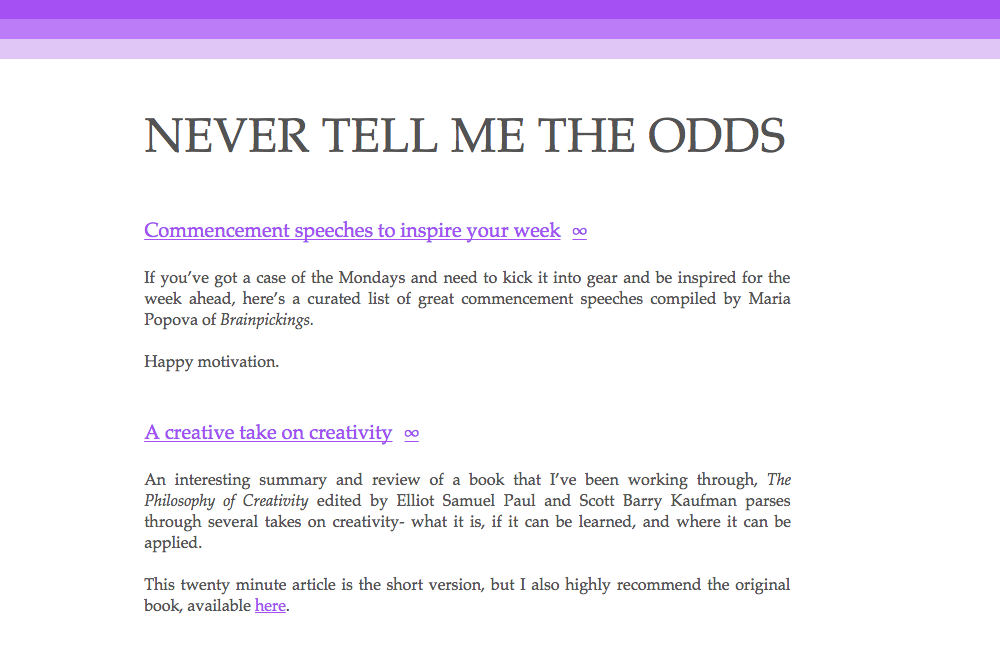 NEVER TELL ME THE ODDS
Commencement speeches to inspire your week ∞
If you’ve got a case of the Mondays and need to kick it into gear and be inspired for the
week ahead, here’s a curated list of great commencement speeches compiled by Maria
Popova of Brainpickings.
Happy motivation.
A creative take on creativity ∞
An interesting summary and review of a book that I’ve been working through, The
Philosophy of Creativity edited by Elliot Samuel Paul and Scott Barry Kaufman parses
through several takes on creativity- what it is, if it can be learned, and where it can be
applied.
This twenty minute article is the short version, but I also highly recommend the original
book, available here.